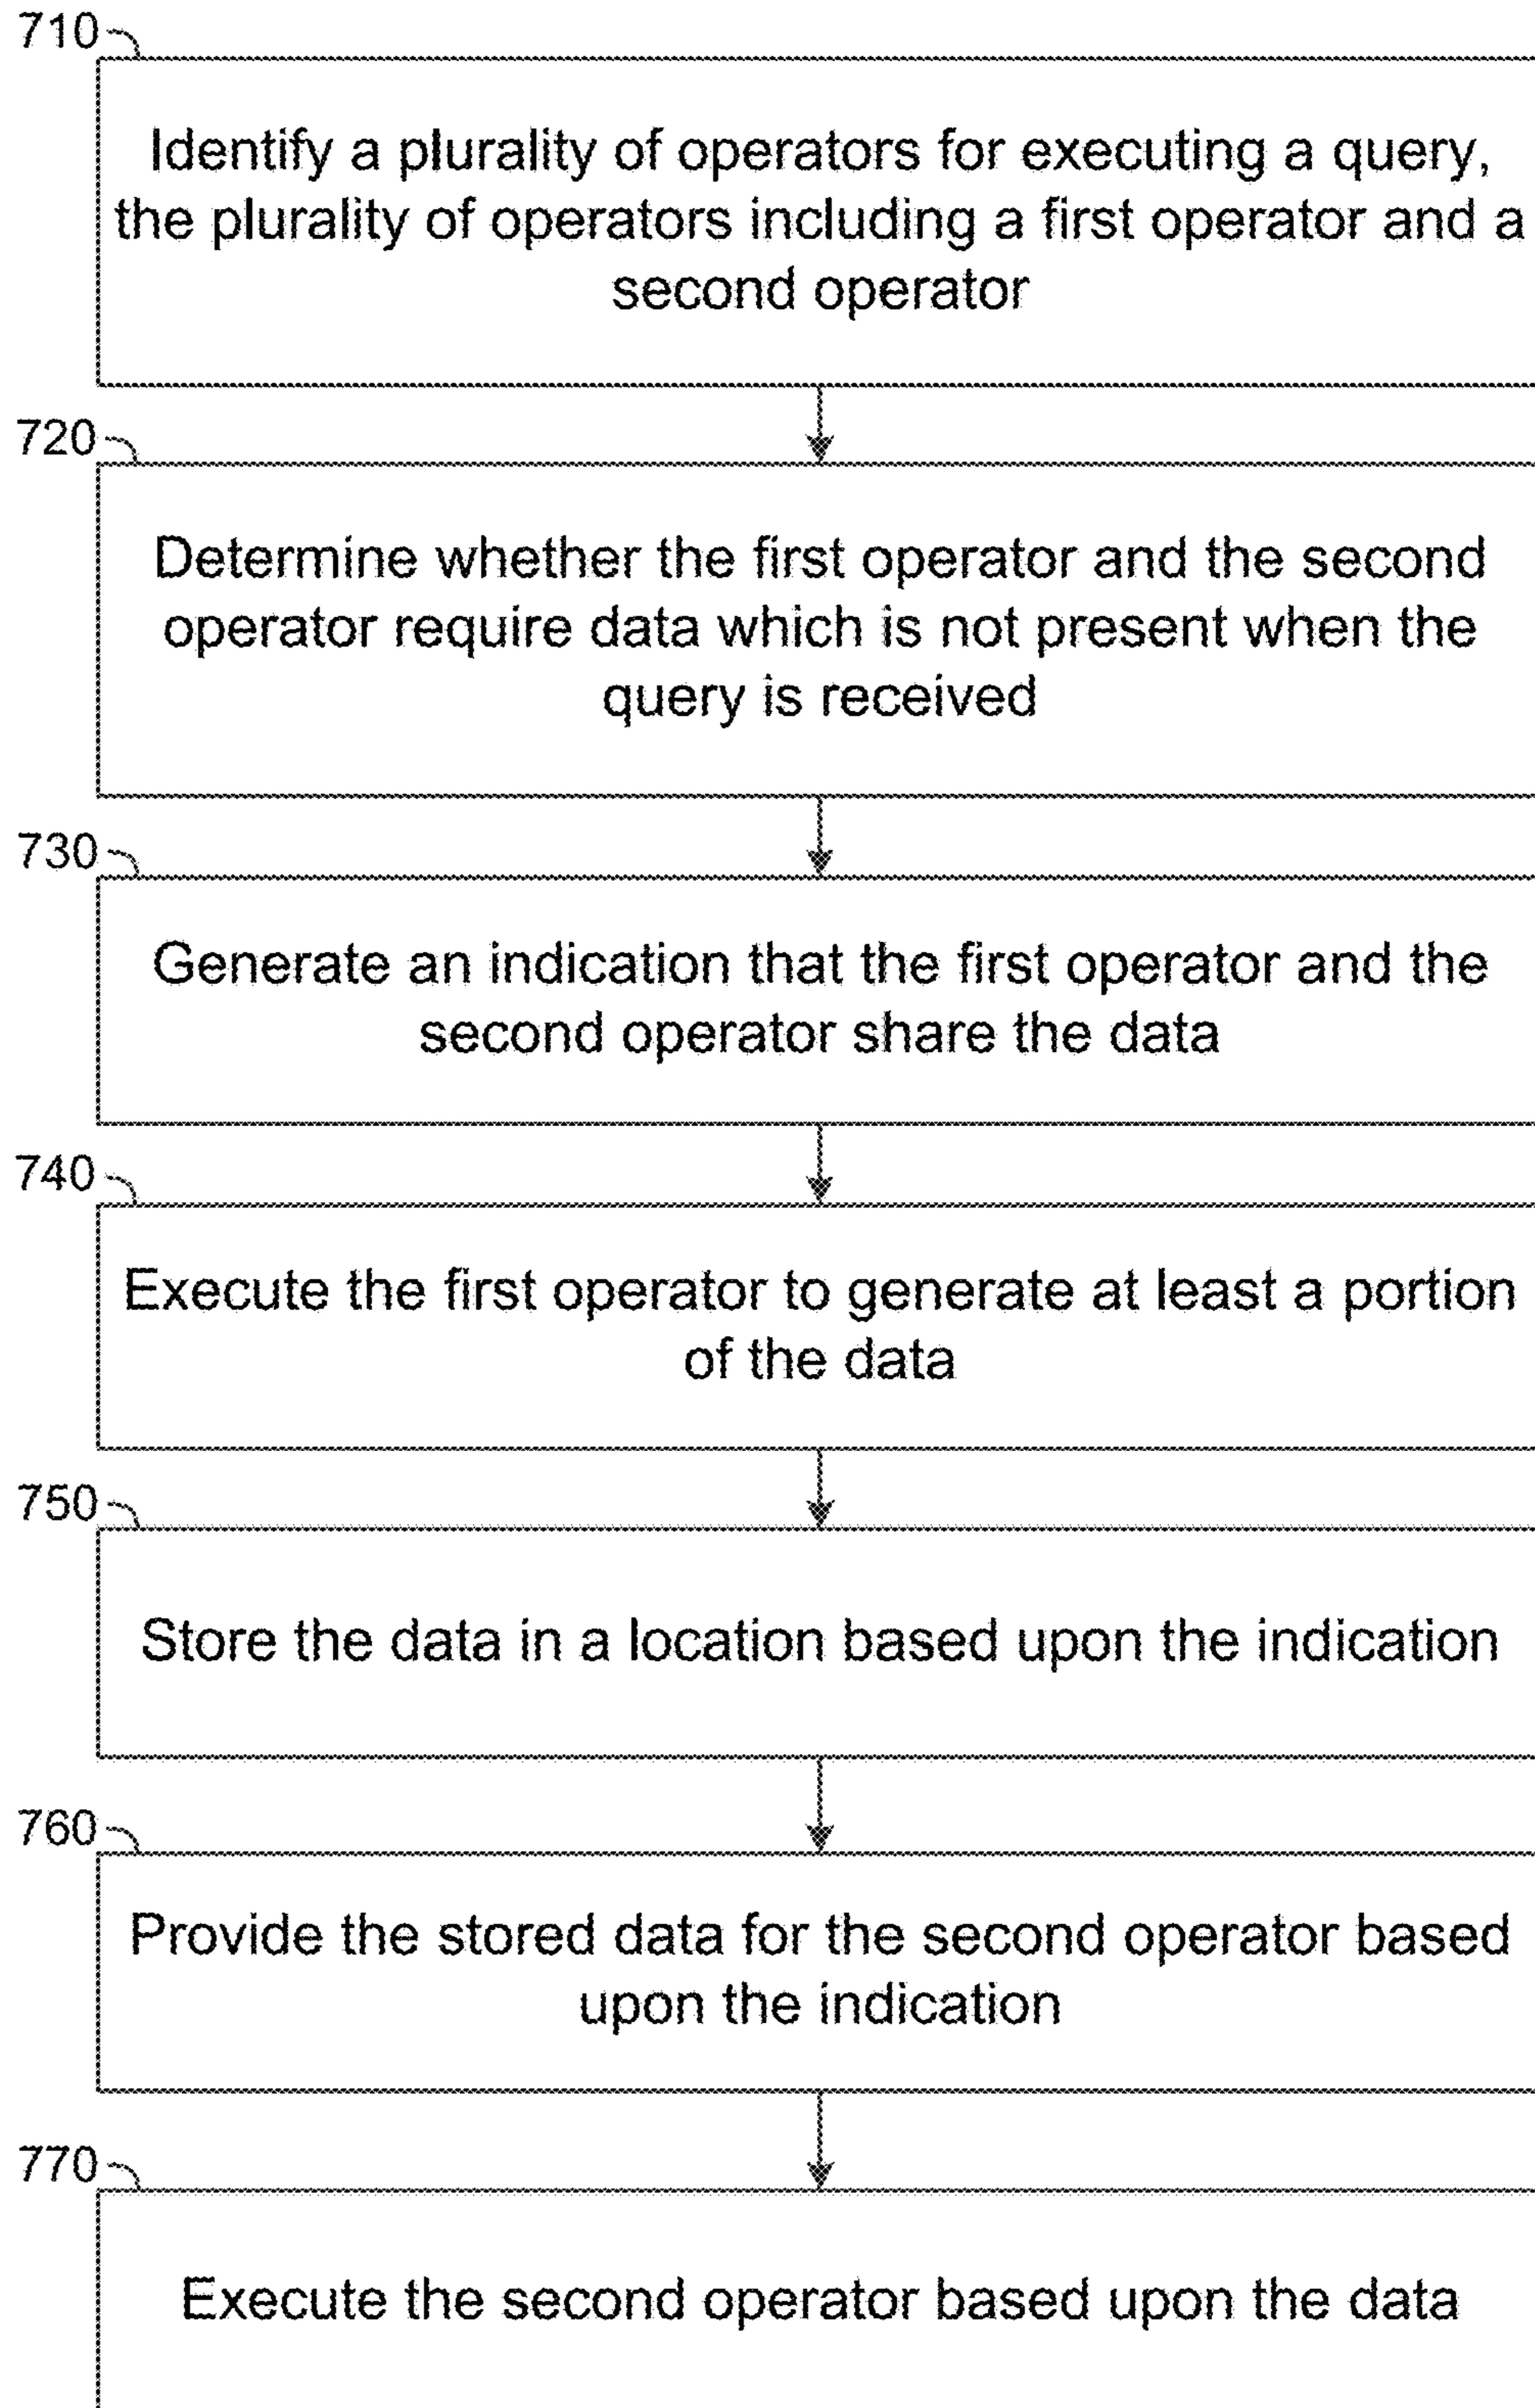 710
Identify a plurality of operators for executing a query,
the plurality of operators including a first operator and a
second operator
720
Determine whether the first operator and the second
operator require data which is not present when the
query is received
730
Generate an indication that the first operator and the
second operator share the data
740
Execute the first operator to generate at least a portion
of the data
750
Store the data in a location based upon the indication
760
Provide the stored data for the second operator based
upon the indication
770
Execute the second operator based upon the data